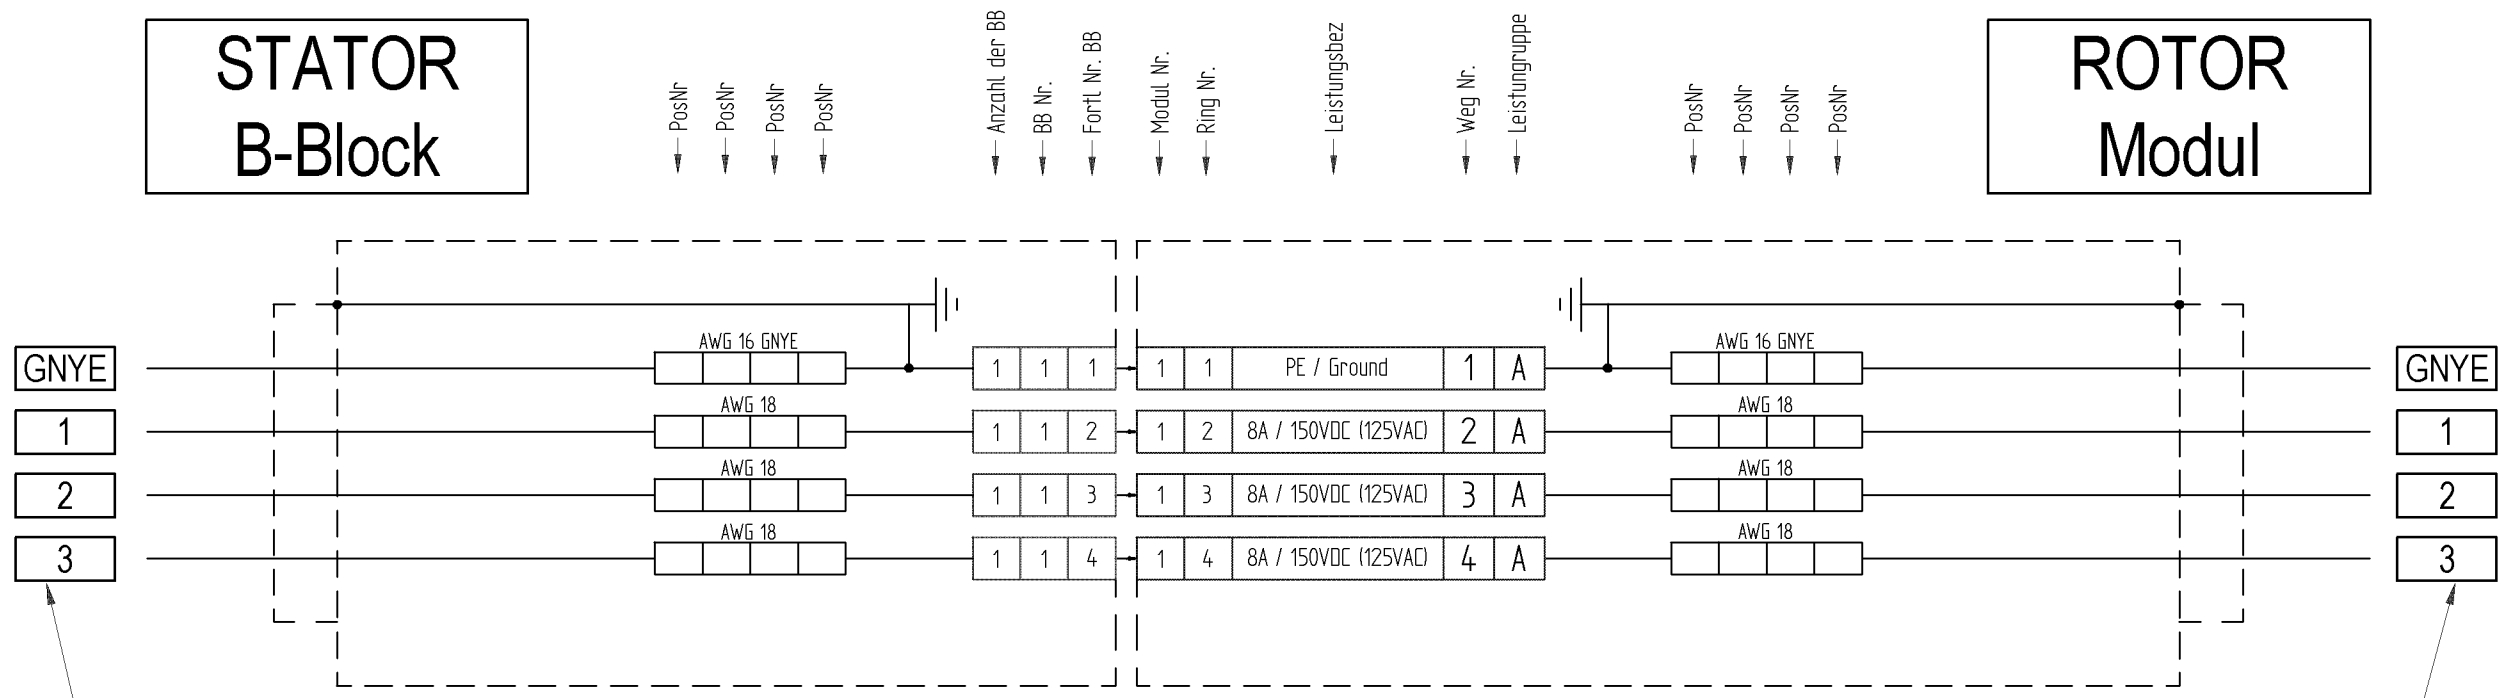 STATOR
B-Block
PosNr
PosNr
PosNr
PosNr
Anzahl der BB
BB Nr.
Fortl Nr. BB
Modul Nr.
Ring Nr.
Leistungsbez
Weg Nr.
Leistungruppe
PosNr
PosNr
PosNr
PosNr
ROTOR
Modul
AWG 16 GNYE
AWG 16 GNYE
GNYE 1 1 1 1 1 PE / Ground 1 A GNYE
AWG 18
AWG 18
1 1 1 2 1 2 8A / 150VDC (125VAC) 2 A 1
AWG 18
AWG 18
2 1 1 3 1 3 8A / 150VDC (125VAC) 3 A 2
AWG 18
AWG 18
3 1 1 4 1 4 8A / 150VDC (125VAC) 4 A 3